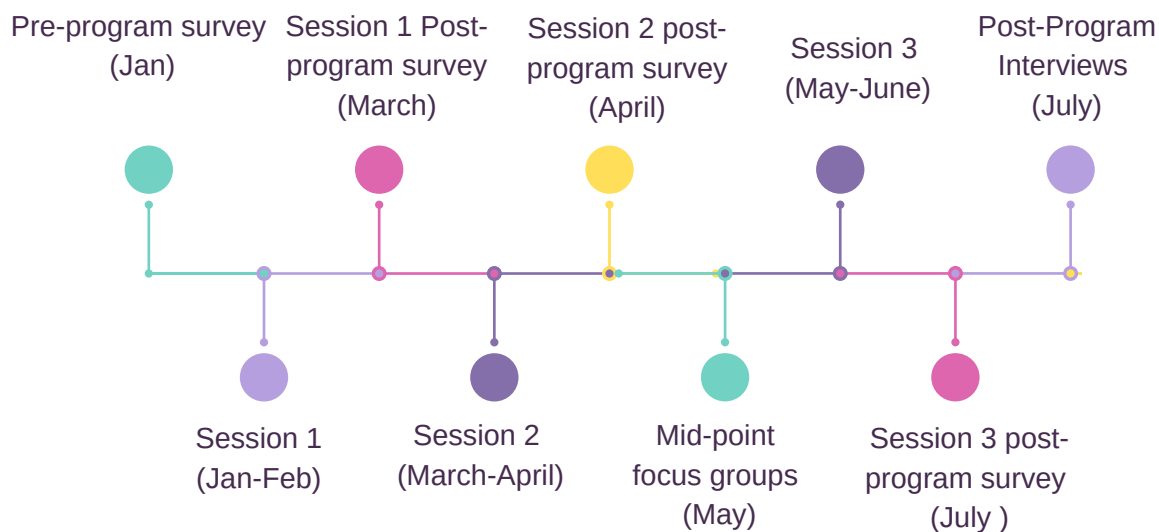 Pre-program survey
(Jan)
Session 1 Post-
program survey
(March)
Session 2 post-
program survey
(April)
Session 3
(May-June)
Post-Program
Interviews
(July)
Session 1
(Jan-Feb)
Session 2
(March-April)
Mid-point
focus groups
(May)
Session 3 post-
program survey
(July )